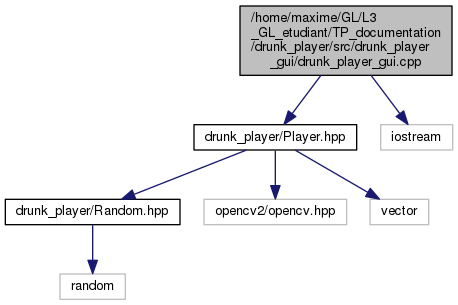 /home/maxime/GL/L3
_GL_etudiant/TP_documentation
/drunk_player/src/drunk_player
_gui/drunk_player_gui.cpp
drunk_player/Player.hpp
iostream
drunk_player/Random.hpp
opencv2/opencv.hpp
vector
random